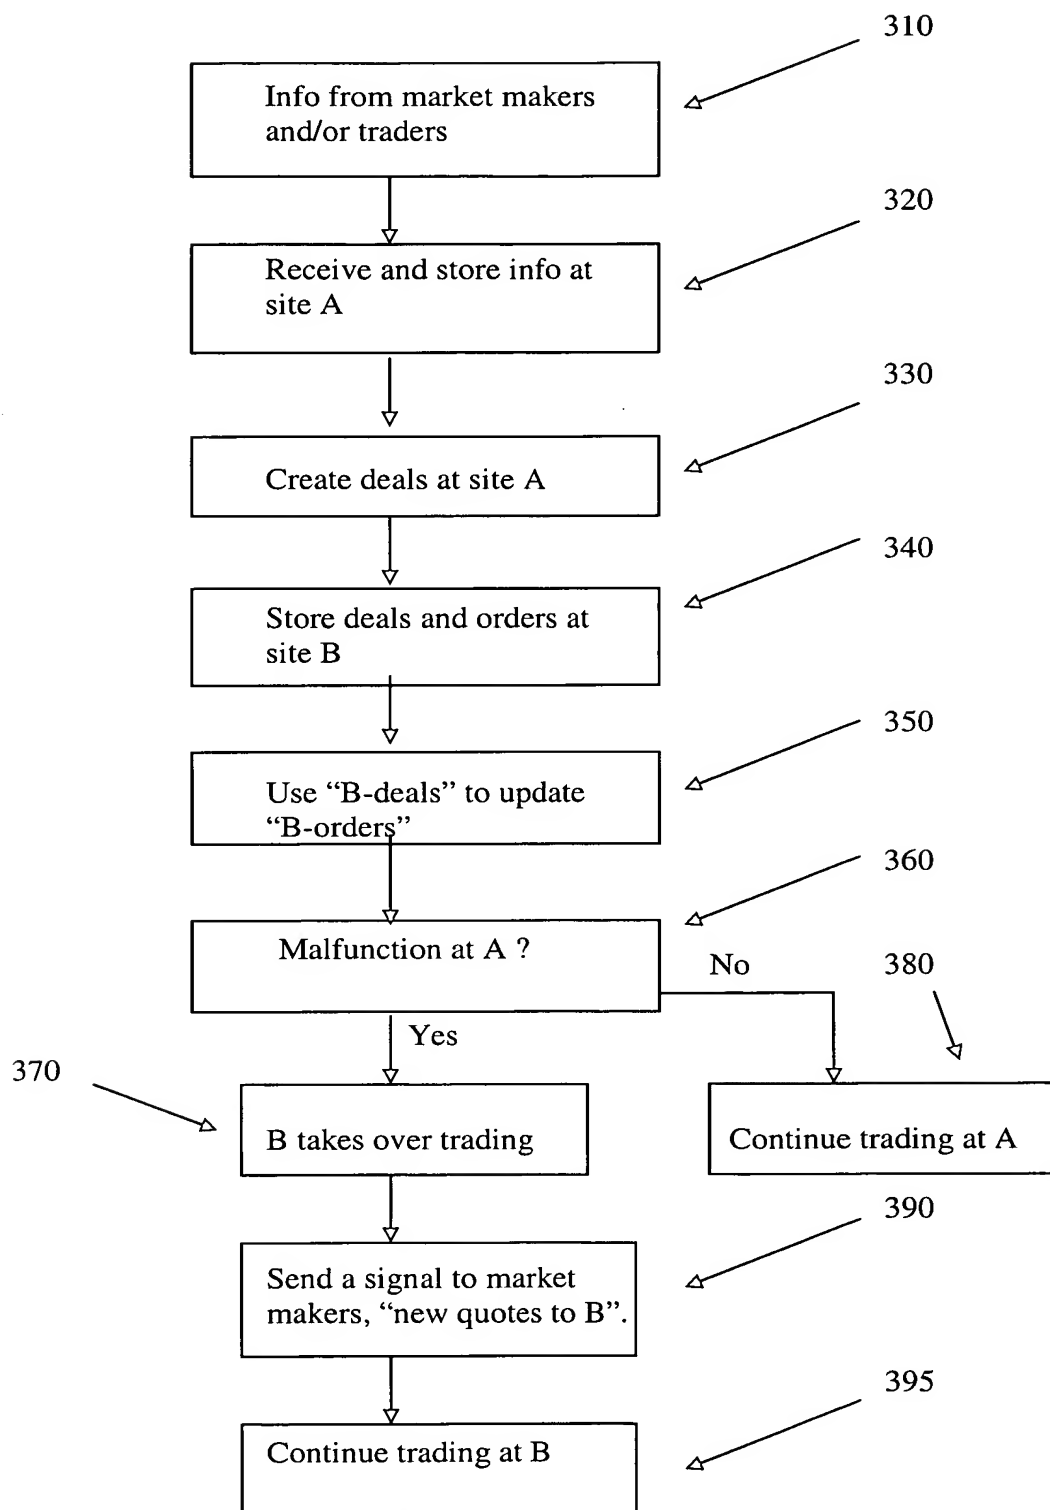 310
Info from market makers
and/or traders
320
Receive and store info at
site A
330
Create deals at site A
340
Store deals and orders at
site B
350
Use “B-deals” to update
“B-orders”
360
Malfunction at A ?
No
380
Yes
370
B takes over trading
Continue trading at A
390
Send a signal to market
makers, “new quotes to B”.
395
Continue trading at B